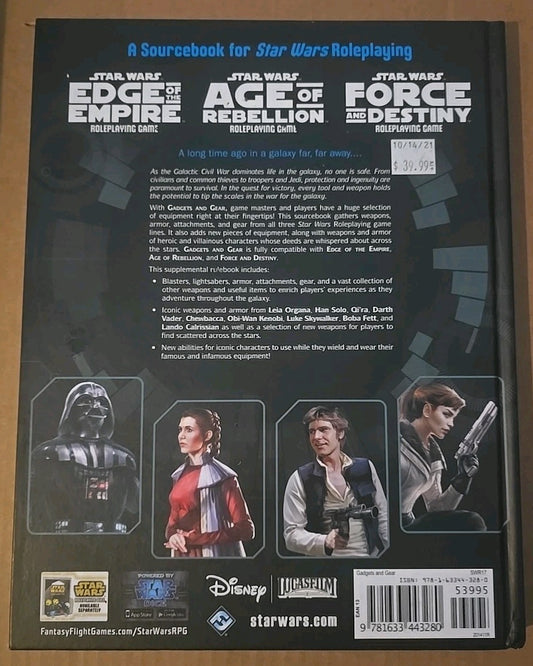 A Sourcebook for Star Wars Roleplaying
STAR WARS
EDGE OF THE
EMPIRE
ROLEPLAYING GAME
STAR WARS
AGE OF
REBELLION
ROLEPLAYING GAME
STAR WARS
FORCE
AND DESTINY
ROLEPLAYING GAME
A long time ago in a galaxy far, far away....
10/14/21
$ 39.99
As the Galactic Civil War dominates life in the galaxy, no one is safe. From
civilians and common thieves to troopers and Jedi, protection and ingenuity are
paramount to survival. In the quest for victory, every tool and weapon holds
the potential to tip the scales in the war for the galaxy.
With GADGETS AND GEAR, game masters and players have a huge selection
of equipment right at their fingertips! This sourcebook gathers weapons,
armor, attachments, and gear from all three Star Wars Roleplaying game
lines. It also adds new pieces of equipment, along with weapons and armor
of heroic and villainous characters whose deeds are whispered about across
the stars. GADGETS AND GEAR is fully compatible with EDGE OF THE EMPIRE,
AGE OF REBELLION, and FORCE AND DESTINY.
This supplemental rulebook includes:
• Blasters, lightsabers, armor, attachments, gear, and a vast collection of
other weapons and useful items to enrich players' experiences as they
adventure throughout the galaxy.
• Iconic weapons and armor from Leia Organa, Han Solo, Qi'ra, Darth
Vader, Chewbacca, Obi-Wan Kenobi, Luke Skywalker, Boba Fett, and
Lando Calrissian as well as a selection of new weapons for players to
find scattered across the stars.
• New abilities for iconic characters to use while they wield and wear their
famous and infamous equipment!
STAR WARS
AVAILABLE
SEPARATELY
POWERED BY
App Store
Google play
Disney
LUCASFILM
FantasyFlightGames.com/StarWarsRPG
starwars.com
Gadgets and Gear
SWR17
ISBN: 978-1-63344-328-0
53995
EAN 13
9 781633 443280